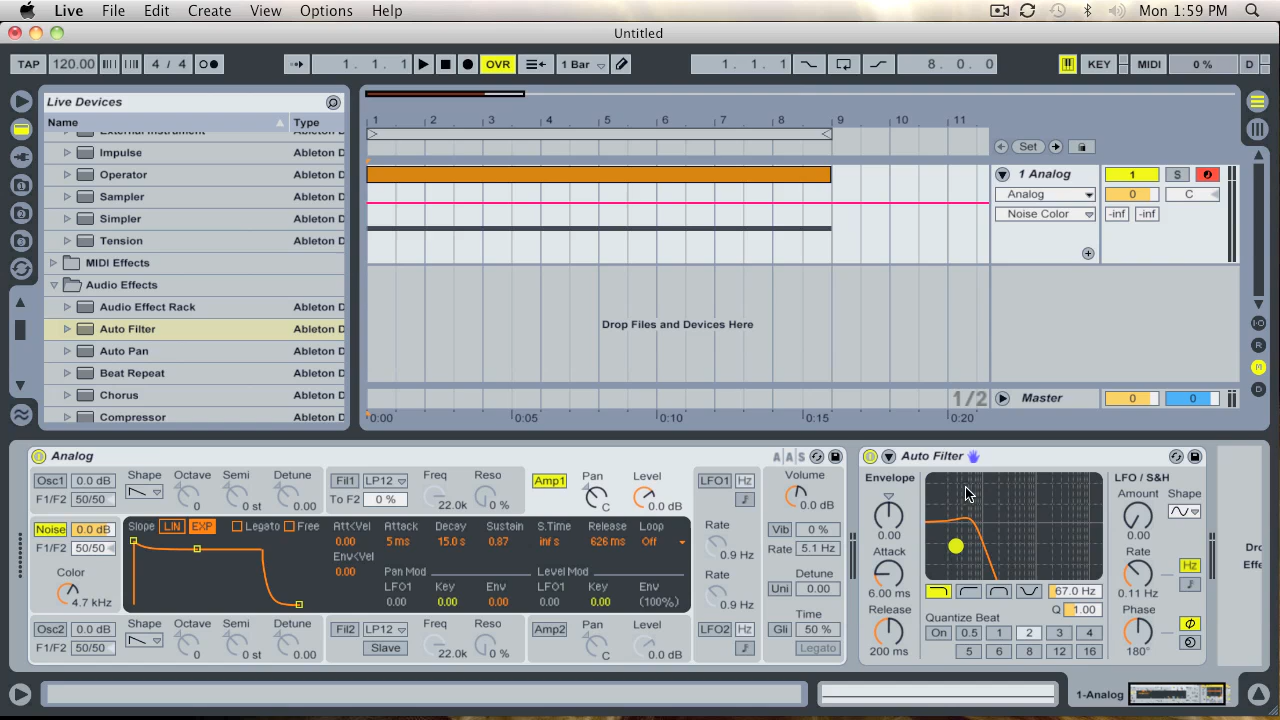 Live File Edit Create View Options Help Mon 1:59 PM
Untitled
TAP 120.00 4 / 4 1. 1. 1 OVR 1 Bar 1. 1. 1 8. 0. 0 KEY MIDI 0 % D
Live Devices
Name Type
External Instrument Ableton D
Impulse Ableton D
Operator Ableton D
Sampler Ableton D
Simpler Ableton D
Tension Ableton D
MIDI Effects
Audio Effects
Audio Effect Rack Ableton D
Auto Filter Ableton D
Auto Pan Ableton D
Beat Repeat Ableton D
Chorus Ableton D
Compressor Ableton D
1 2 3 4 5 6 7 8 9 10 11
Set
1 Analog 1 S
Analog 0 C
Noise Color -inf -inf
Drop Files and Devices Here
1/2 Master 0 0
0:00 0:05 0:10 0:15 0:20
I·O
R
M
D
Analog A A S
Osc1 0.0 dB Shape Octave Semi Detune
F1/F2 50/50 0 0 st 0.00
Fil1 LP12 Freq Reso
To F2 0 % 22.0k 0 %
Amp1 Pan Level
C 0.0 dB
LFO1 Hz
Rate
0.9 Hz
Noise 0.0 dB
F1/F2 50/50
Color
4.7 kHz
Slope LIN EXP Legato Free Att<Vel Attack Decay Sustain S.Time Release Loop
0.00 5 ms 15.0 s 0.87 inf s 626 ms Off
Env<Vel
0.00 Pan Mod Level Mod
LFO1 Key Env LFO1 Key Env
0.00 0.00 0.00 0.00 0.00 (100%)
Rate
0.9 Hz
LFO2 Hz
Osc2 0.0 dB Shape Octave Semi Detune
F1/F2 50/50 0 0 st 0.00
Fil2 LP12 Freq Reso
Slave 22.0k 0 %
Amp2 Pan Level
C 0.0 dB
Volume
0.0 dB
Vib 0 %
Rate 5.1 Hz
Detune
Uni 0.00
Time
Gli 50 %
Legato
Auto Filter
Envelope
0.00
Attack
6.00 ms
Release
200 ms
67.0 Hz
Q 1.00
Quantize Beat
On 0.5 1 2 3 4
5 6 8 12 16
LFO / S&H
Amount Shape
0.00
Rate Hz
0.11 Hz
Phase
180°
Dro
Effe
1-Analog